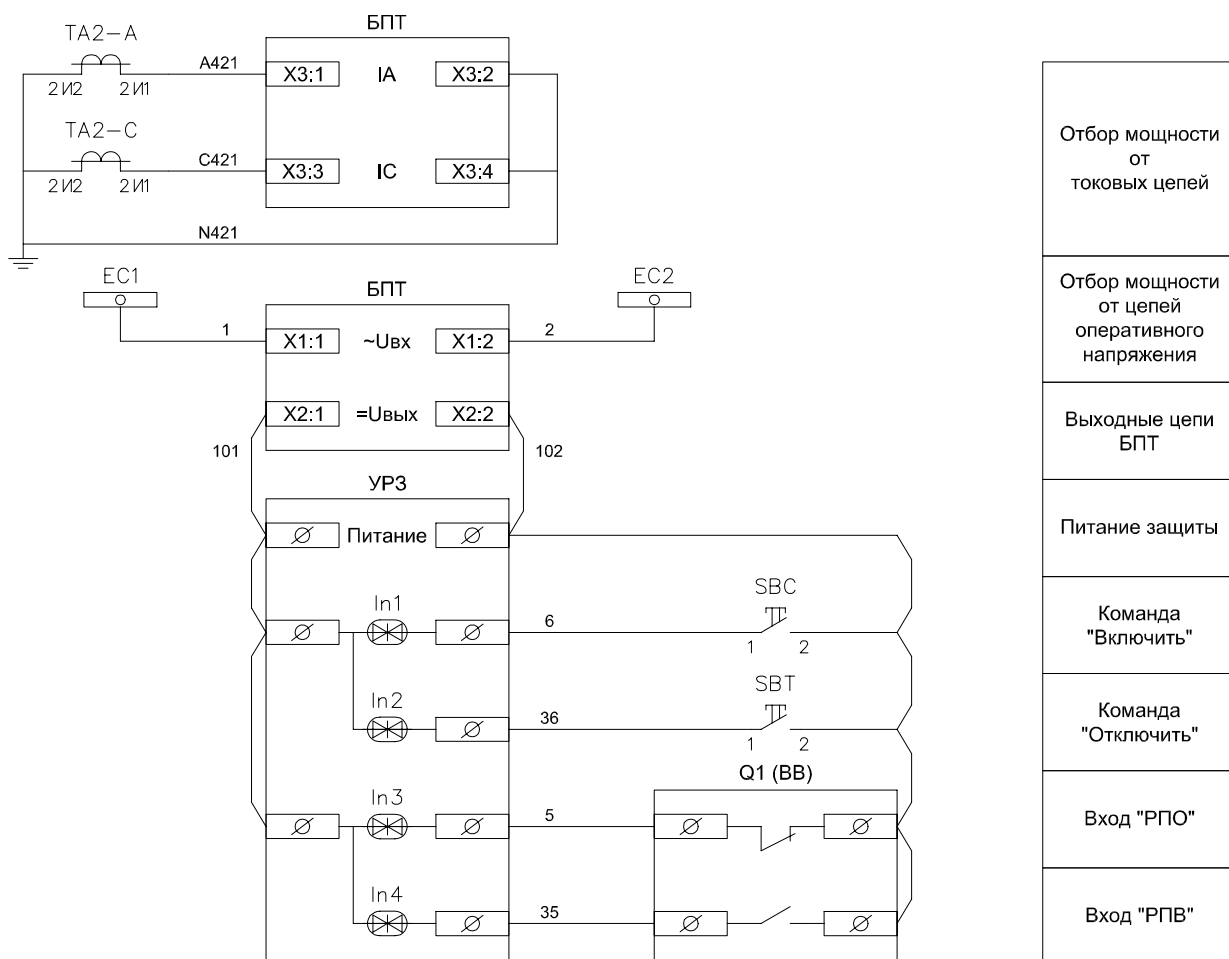 БПТ
TA2-A
A421
X3:1 IA X3:2
2И2 2И1
TA2-C
C421
X3:3 IC X3:4
2И2 2И1
N421
Отбор мощности
от
токовых цепей
EC1
EC2
БПТ
1
2
X1:1 ~Uвх X1:2
Отбор мощности
от цепей
оперативного
напряжения
X2:1 =Uвых X2:2
101
102
Выходные цепи
БПТ
УРЗ
Питание
Питание защиты
In1
6
SBC
1 2
Команда
"Включить"
In2
36
SBT
1 2
Команда
"Отключить"
Q1 (ВВ)
In3
5
Вход "РПО"
In4
35
Вход "РПВ"